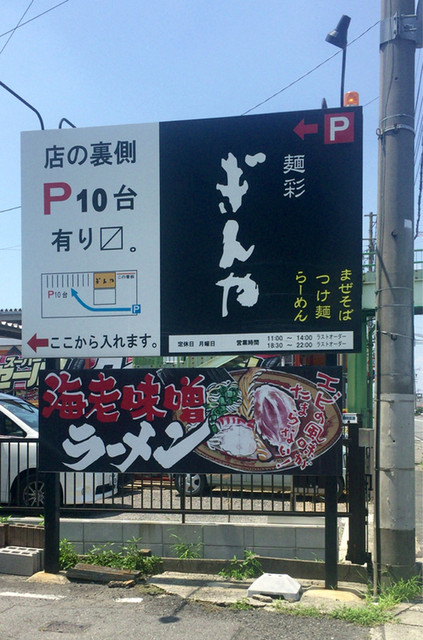 店の裏側
P10台
有り〼。
ぎんや
P10台
P
ここから入れます。
P
麺彩
ぎんや
まぜそば
つけ麺
らーめん
定休日 月曜日
営業時間
11:00 ～ 14:00 ラストオーダー
18:30 ～ 22:00 ラストオーダー
海老味噌
ラーメン
エビの風味が
たまらない!